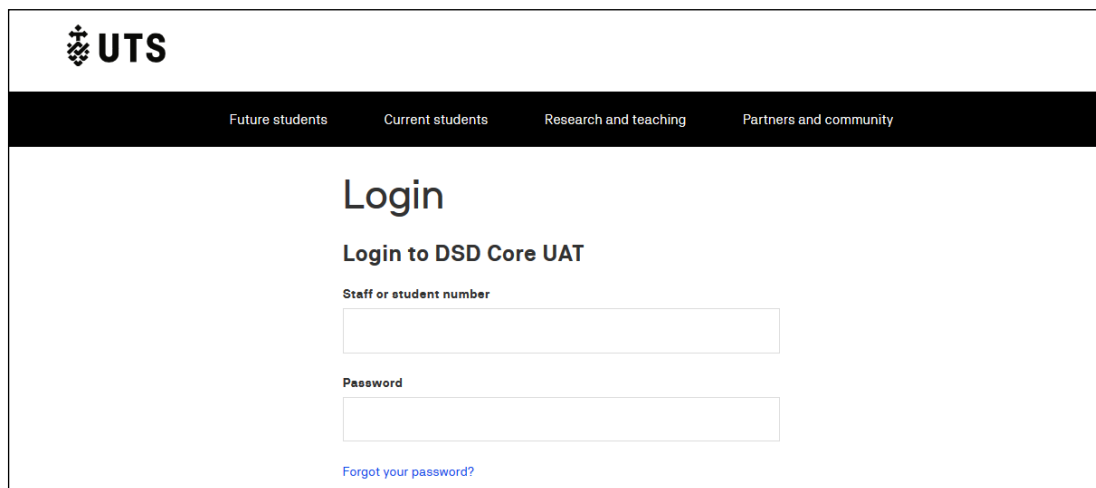 UTS
Future students Current students Research and teaching Partners and community
Login
Login to DSD Core UAT
Staff or student number
Password
Forgot your password?